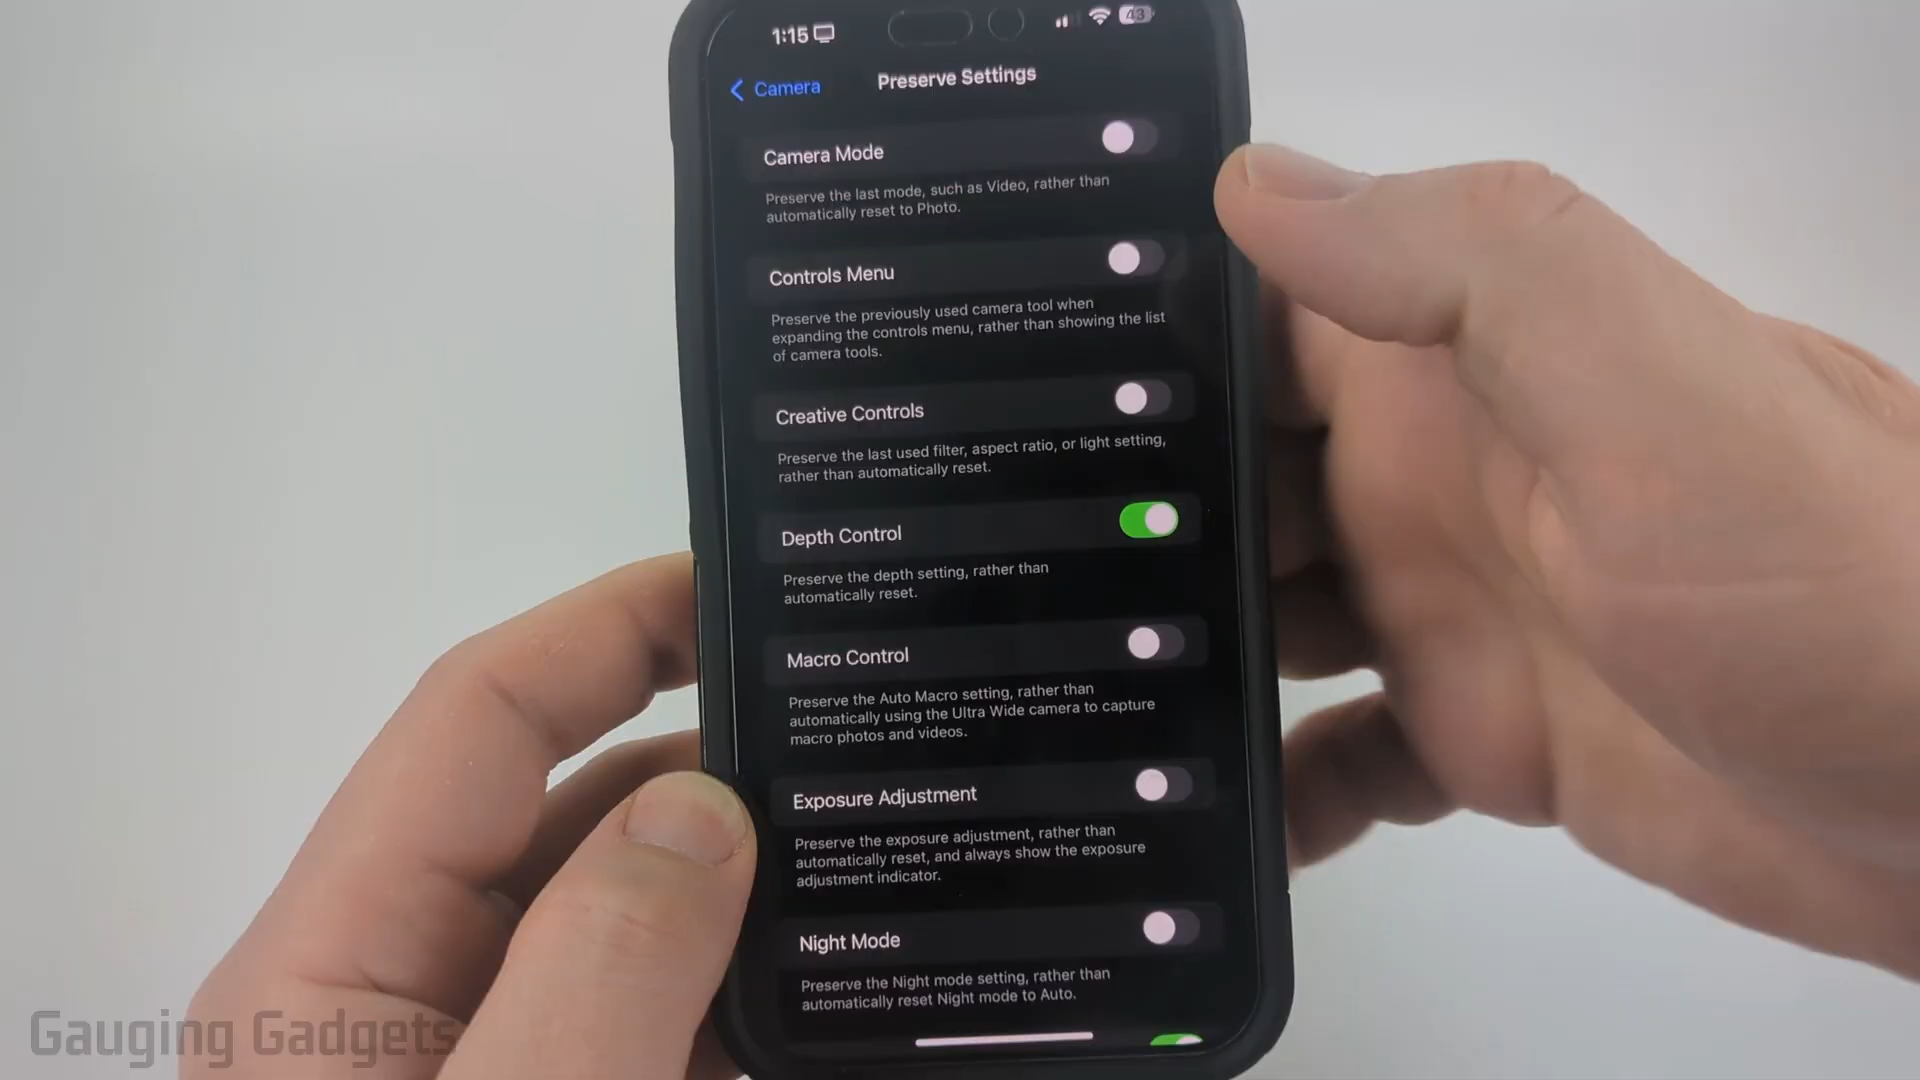 1:15
43
Camera
Preserve Settings
Camera Mode
Preserve the last mode, such as Video, rather than
automatically reset to Photo.
Controls Menu
Preserve the previously used camera tool when
expanding the controls menu, rather than showing the list
of camera tools.
Creative Controls
Preserve the last used filter, aspect ratio, or light setting,
rather than automatically reset.
Depth Control
Preserve the depth setting, rather than
automatically reset.
Macro Control
Preserve the Auto Macro setting, rather than
automatically using the Ultra Wide camera to capture
macro photos and videos.
Exposure Adjustment
Preserve the exposure adjustment, rather than
automatically reset, and always show the exposure
adjustment indicator.
Night Mode
Preserve the Night mode setting, rather than
automatically reset Night mode to Auto.
Gauging Gadgets